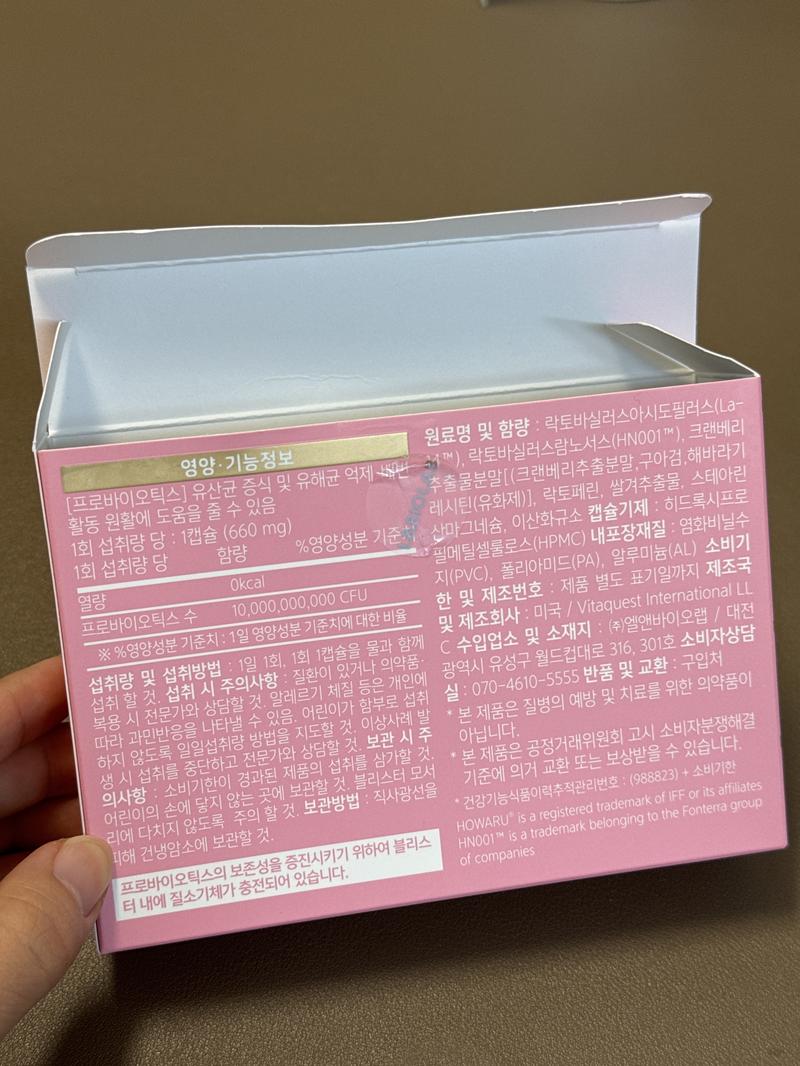 영양·기능정보
[프로바이오틱스] 유산균 증식 및 유해균 억제·배변
활동 원활에 도움을 줄 수 있음
1회 섭취량 당 : 1캡슐 (660 mg)
1회 섭취량 당 함량 %영양성분 기준
열량 0kcal
프로바이오틱스 수 10,000,000,000 CFU
※ %영양성분 기준치 : 1일 영양성분 기준치에 대한 비율
섭취량 및 섭취방법 : 1일 1회, 1회 1캡슐을 물과 함께
섭취 할 것. 섭취 시 주의사항 : 질환이 있거나 의약품
복용 시 전문가와 상담할 것. 알레르기 체질 등은 개인에
따라 과민반응을 나타낼 수 있음. 어린이가 함부로 섭취
하지 않도록 일일섭취량 방법을 지도할 것. 이상사례 발
생 시 섭취를 중단하고 전문가와 상담할 것. 보관 시 주
의사항 : 소비기한이 경과된 제품의 섭취를 삼가할 것.
어린이의 손에 닿지 않는 곳에 보관할 것. 블리스터 모서
리에 다치지 않도록 주의 할 것. 보관방법 : 직사광선을
피해 건냉암소에 보관할 것.
프로바이오틱스의 보존성을 증진시키기 위하여 블리스
터 내에 질소기체가 충전되어 있습니다.
LABIOLAB
원료명 및 함량 : 락토바실러스아시도필러스(La-
™), 락토바실러스람노서스(HN001™), 크랜베리
추출물분말[(크랜베리추출분말,구아검,해바라기
레시틴(유화제)], 락토페린, 쌀겨추출물, 스테아린
산마그네슘, 이산화규소 캡슐기제 : 히드록시프로
필메틸셀룰로스(HPMC) 내포장재질 : 염화비닐수
지(PVC), 폴리아미드(PA), 알루미늄(AL) 소비기
한 및 제조번호 : 제품 별도 표기일까지 제조국
및 제조회사 : 미국 / Vitaquest International LL
C 수입업소 및 소재지 : ㈜엘앤바이오랩 / 대전
광역시 유성구 월드컵대로 316, 301호 소비자상담
실 : 070-4610-5555 반품 및 교환 : 구입처
* 본 제품은 질병의 예방 및 치료를 위한 의약품이
아닙니다.
* 본 제품은 공정거래위원회 고시 소비자분쟁해결
기준에 의거 교환 또는 보상받을 수 있습니다.
* 건강기능식품이력추적관리번호 : (988823) + 소비기한
HOWARU® is a registered trademark of IFF or its affiliates
HN001™ is a trademark belonging to the Fonterra group
of companies